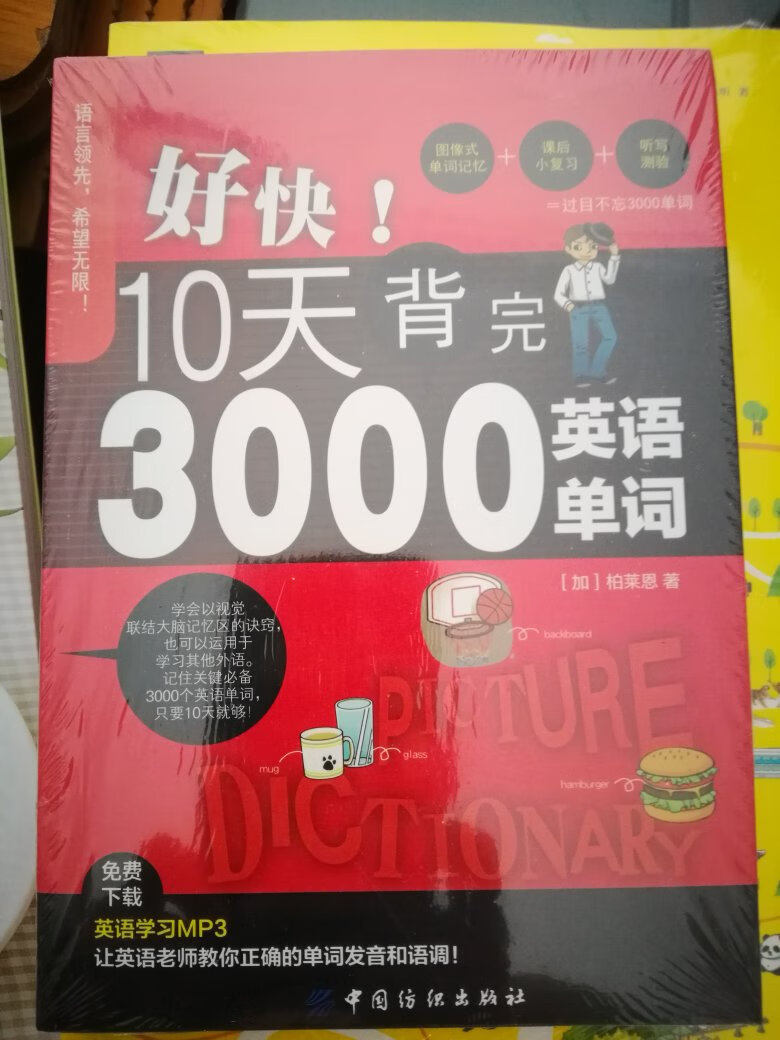 语言领先，希望无限！
图像式
单词记忆
+
课后
小复习
+
听写
测验
=过目不忘3000单词
好快！
10天背完
3000英语
单词
[加]柏莱恩 著
学会以视觉
联结大脑记忆区的诀窍，
也可以运用于
学习其他外语。
记住关键必备
3000个英语单词，
只要10天就够！
backboard
PICTURE
glass
mug
hamburger
DICTIONARY
免费
下载
英语学习MP3
让英语老师教你正确的单词发音和语调！
中国纺织出版社
著